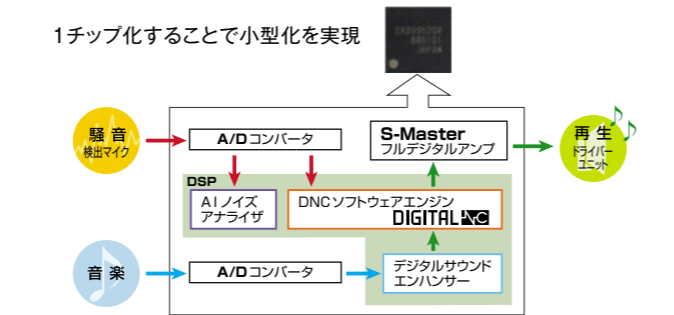 1チップ化することで小型化を実現
CXD9952GR
JAPAN
騒音
検出マイク
A/Dコンバータ
S-Master
フルデジタルアンプ
再生
ドライバー
ユニット
DSP
AIノイズ
アナライザ
DNCソフトウェアエンジン
DIGITAL NC
音楽
A/Dコンバータ
デジタルサウンド
エンハンサー